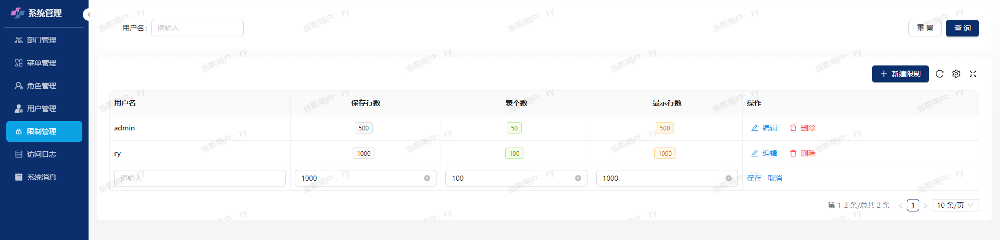 系统管理
部门管理
菜单管理
角色管理
用户管理
限制管理
访问日志
系统消息
用户名: 请输入 重 置 查 询
新建限制
用户名 保存行数 表个数 显示行数 操作
admin 500 50 500 编辑 删除
ry 1000 100 1000 编辑 删除
请输入 1000 100 1000 保存 取消
第 1-2 条/总共 2 条 1 10 条/页
当前用户: ry